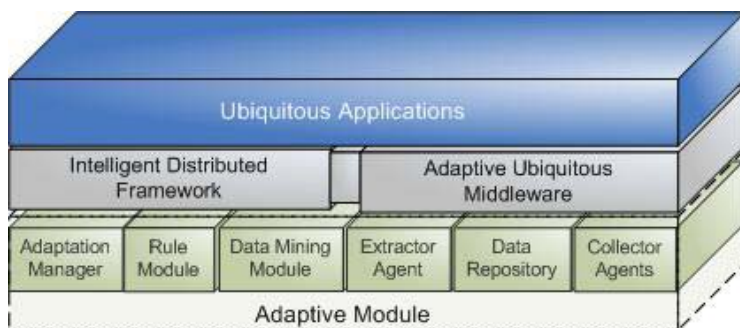 Ubiquitous Applications
Intelligent Distributed
Framework
Adaptive Ubiquitous
Middleware
Adaptation
Manager
Rule
Module
Data Mining
Module
Extractor
Agent
Data
Repository
Collector
Agents
Adaptive Module